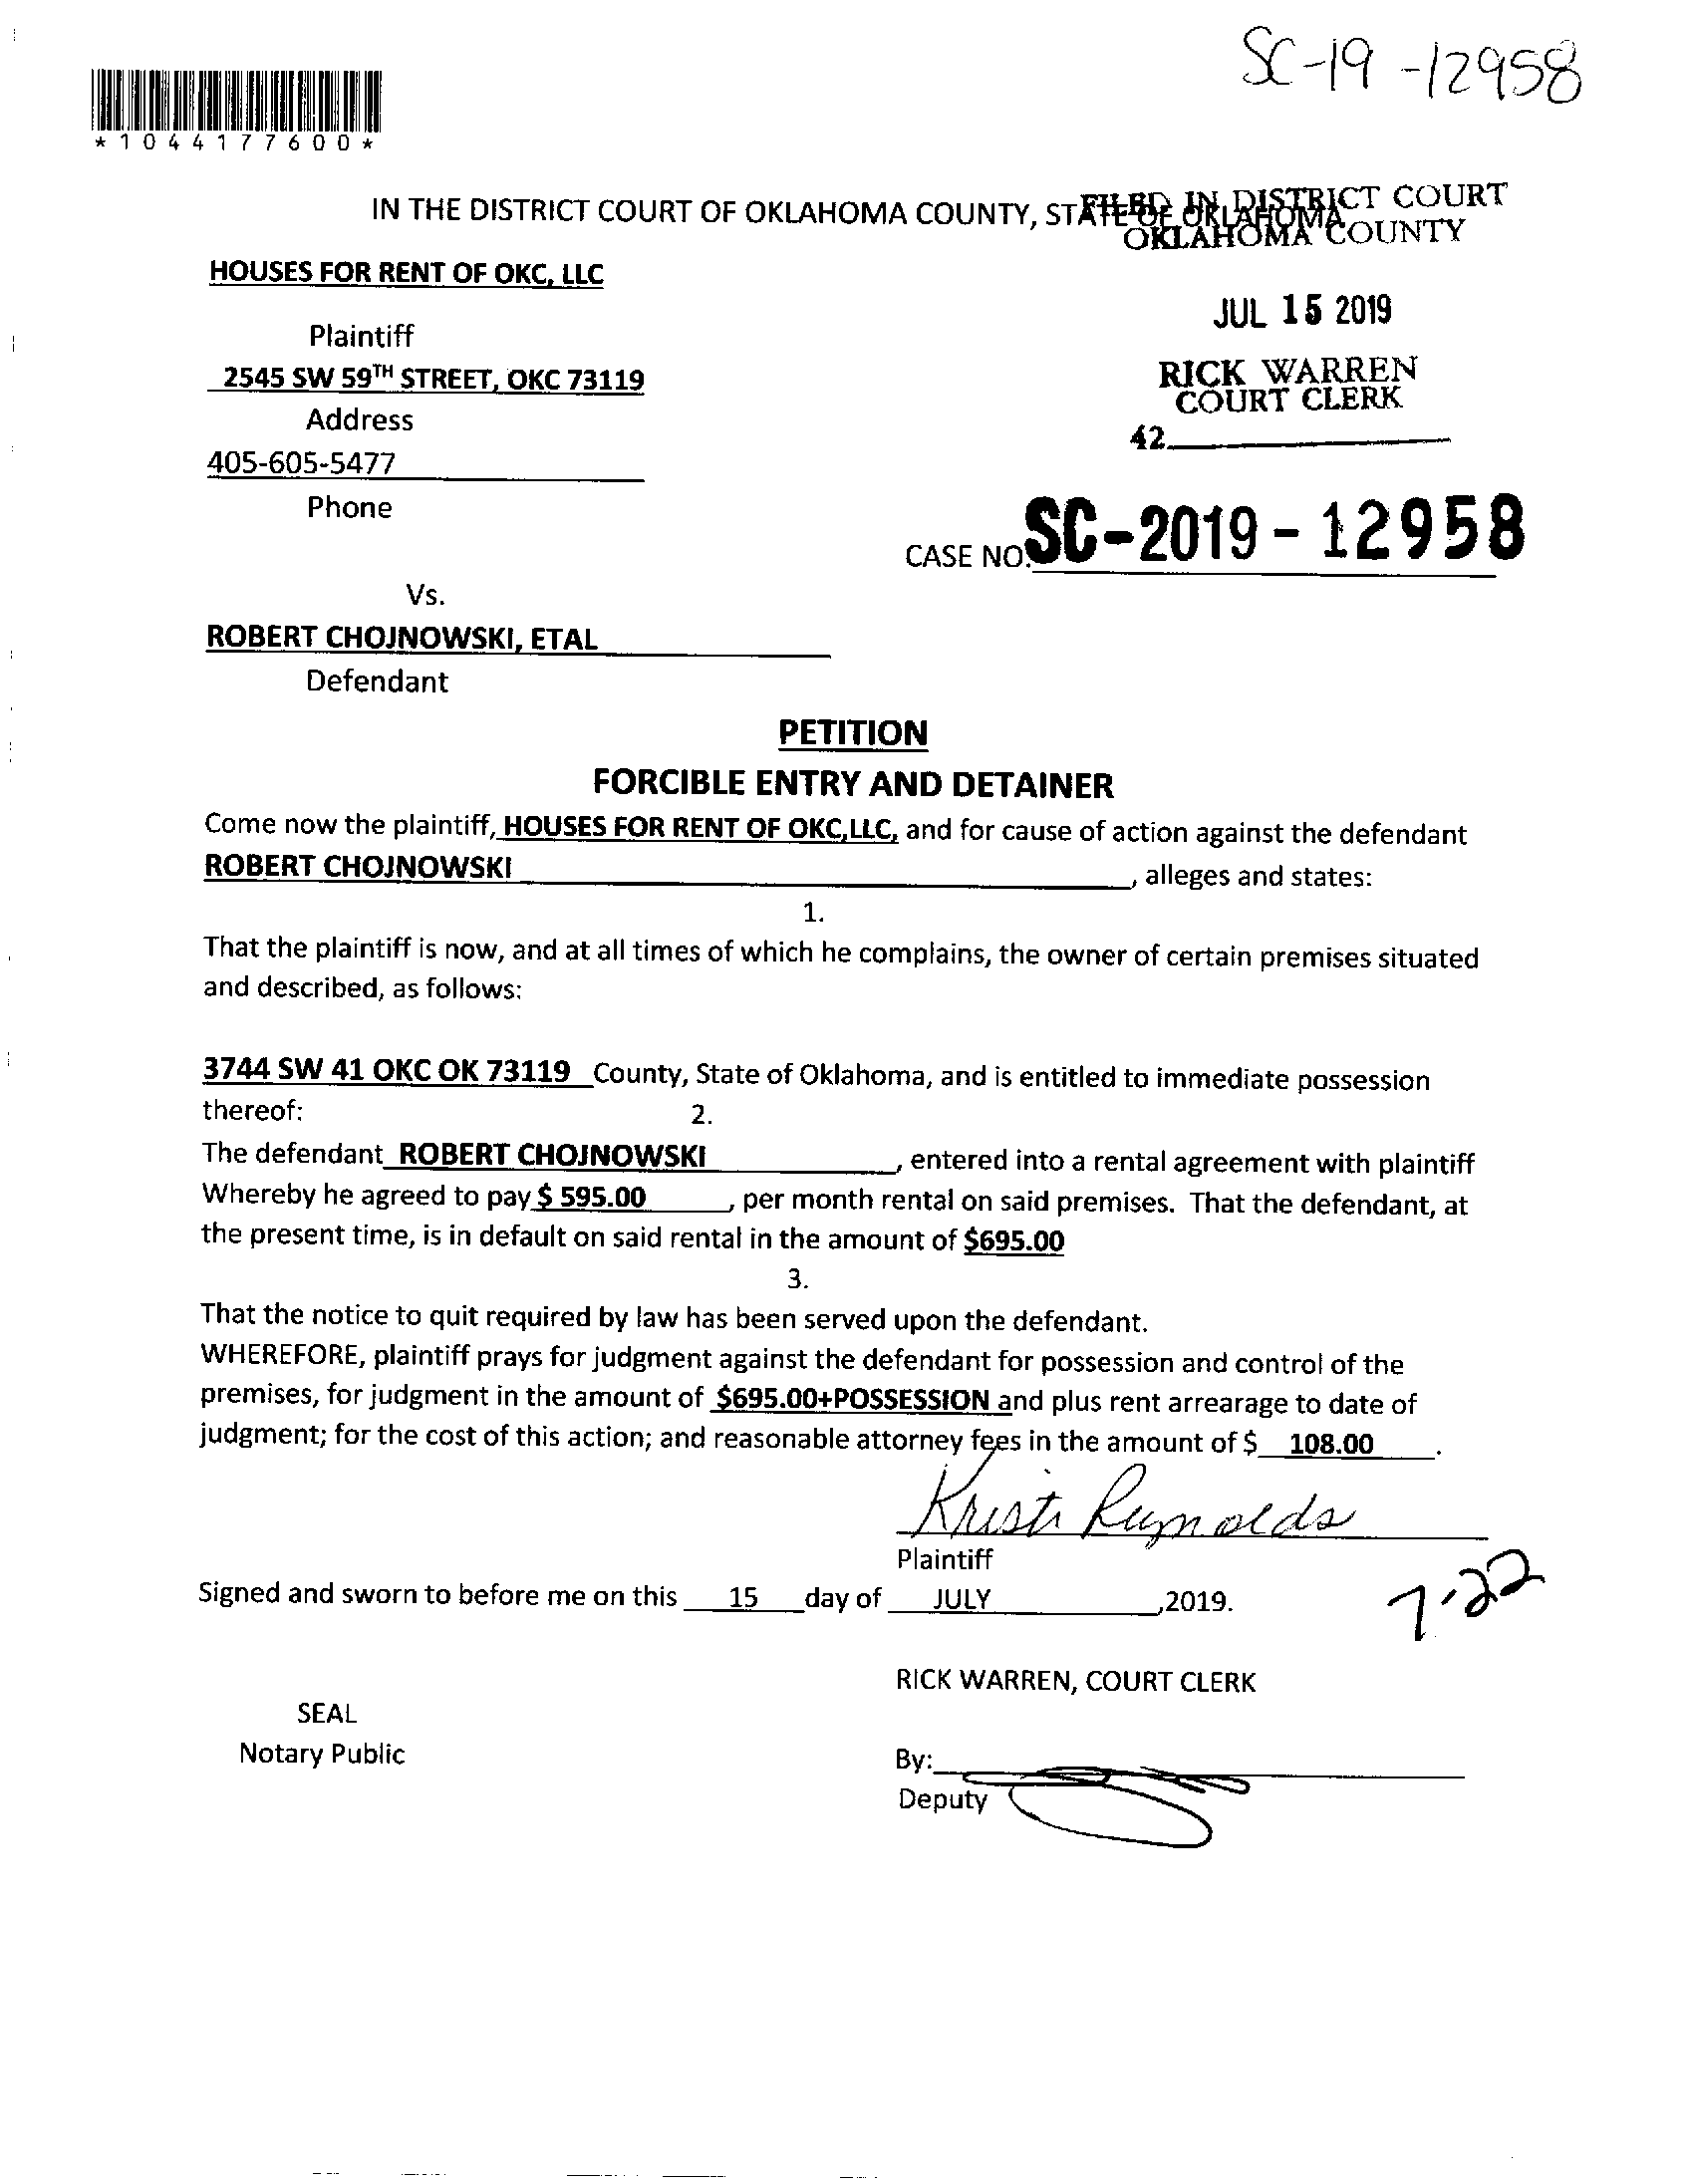 SC-19-12958
*1044177600*
IN THE DISTRICT COURT OF OKLAHOMA COUNTY, STATE OF OKLAHOMA
FILED IN DISTRICT COURT
OKLAHOMA COUNTY
HOUSES FOR RENT OF OKC, LLC
JUL 15 2019
Plaintiff
RICK WARREN
2545 SW 59TH STREET, OKC 73119
COURT CLERK
Address
42
405-605-5477
Phone
CASE NO. SC-2019-12958
Vs.
ROBERT CHOJNOWSKI, ETAL
Defendant
PETITION
FORCIBLE ENTRY AND DETAINER
Come now the plaintiff, HOUSES FOR RENT OF OKC,LLC, and for cause of action against the defendant
ROBERT CHOJNOWSKI, alleges and states:
1.
That the plaintiff is now, and at all times of which he complains, the owner of certain premises situated
and described, as follows:
3744 SW 41 OKC OK 73119 County, State of Oklahoma, and is entitled to immediate possession
thereof: 2.
The defendant ROBERT CHOJNOWSKI, entered into a rental agreement with plaintiff
Whereby he agreed to pay $ 595.00, per month rental on said premises. That the defendant, at
the present time, is in default on said rental in the amount of $695.00
3.
That the notice to quit required by law has been served upon the defendant.
WHEREFORE, plaintiff prays for judgment against the defendant for possession and control of the
premises, for judgment in the amount of $695.00+POSSESSION and plus rent arrearage to date of
judgment; for the cost of this action; and reasonable attorney fees in the amount of $ 108.00.
Kristi Reynolds
Plaintiff
Signed and sworn to before me on this 15 day of JULY,2019.
7-22
RICK WARREN, COURT CLERK
SEAL
Notary Public
By:
Deputy